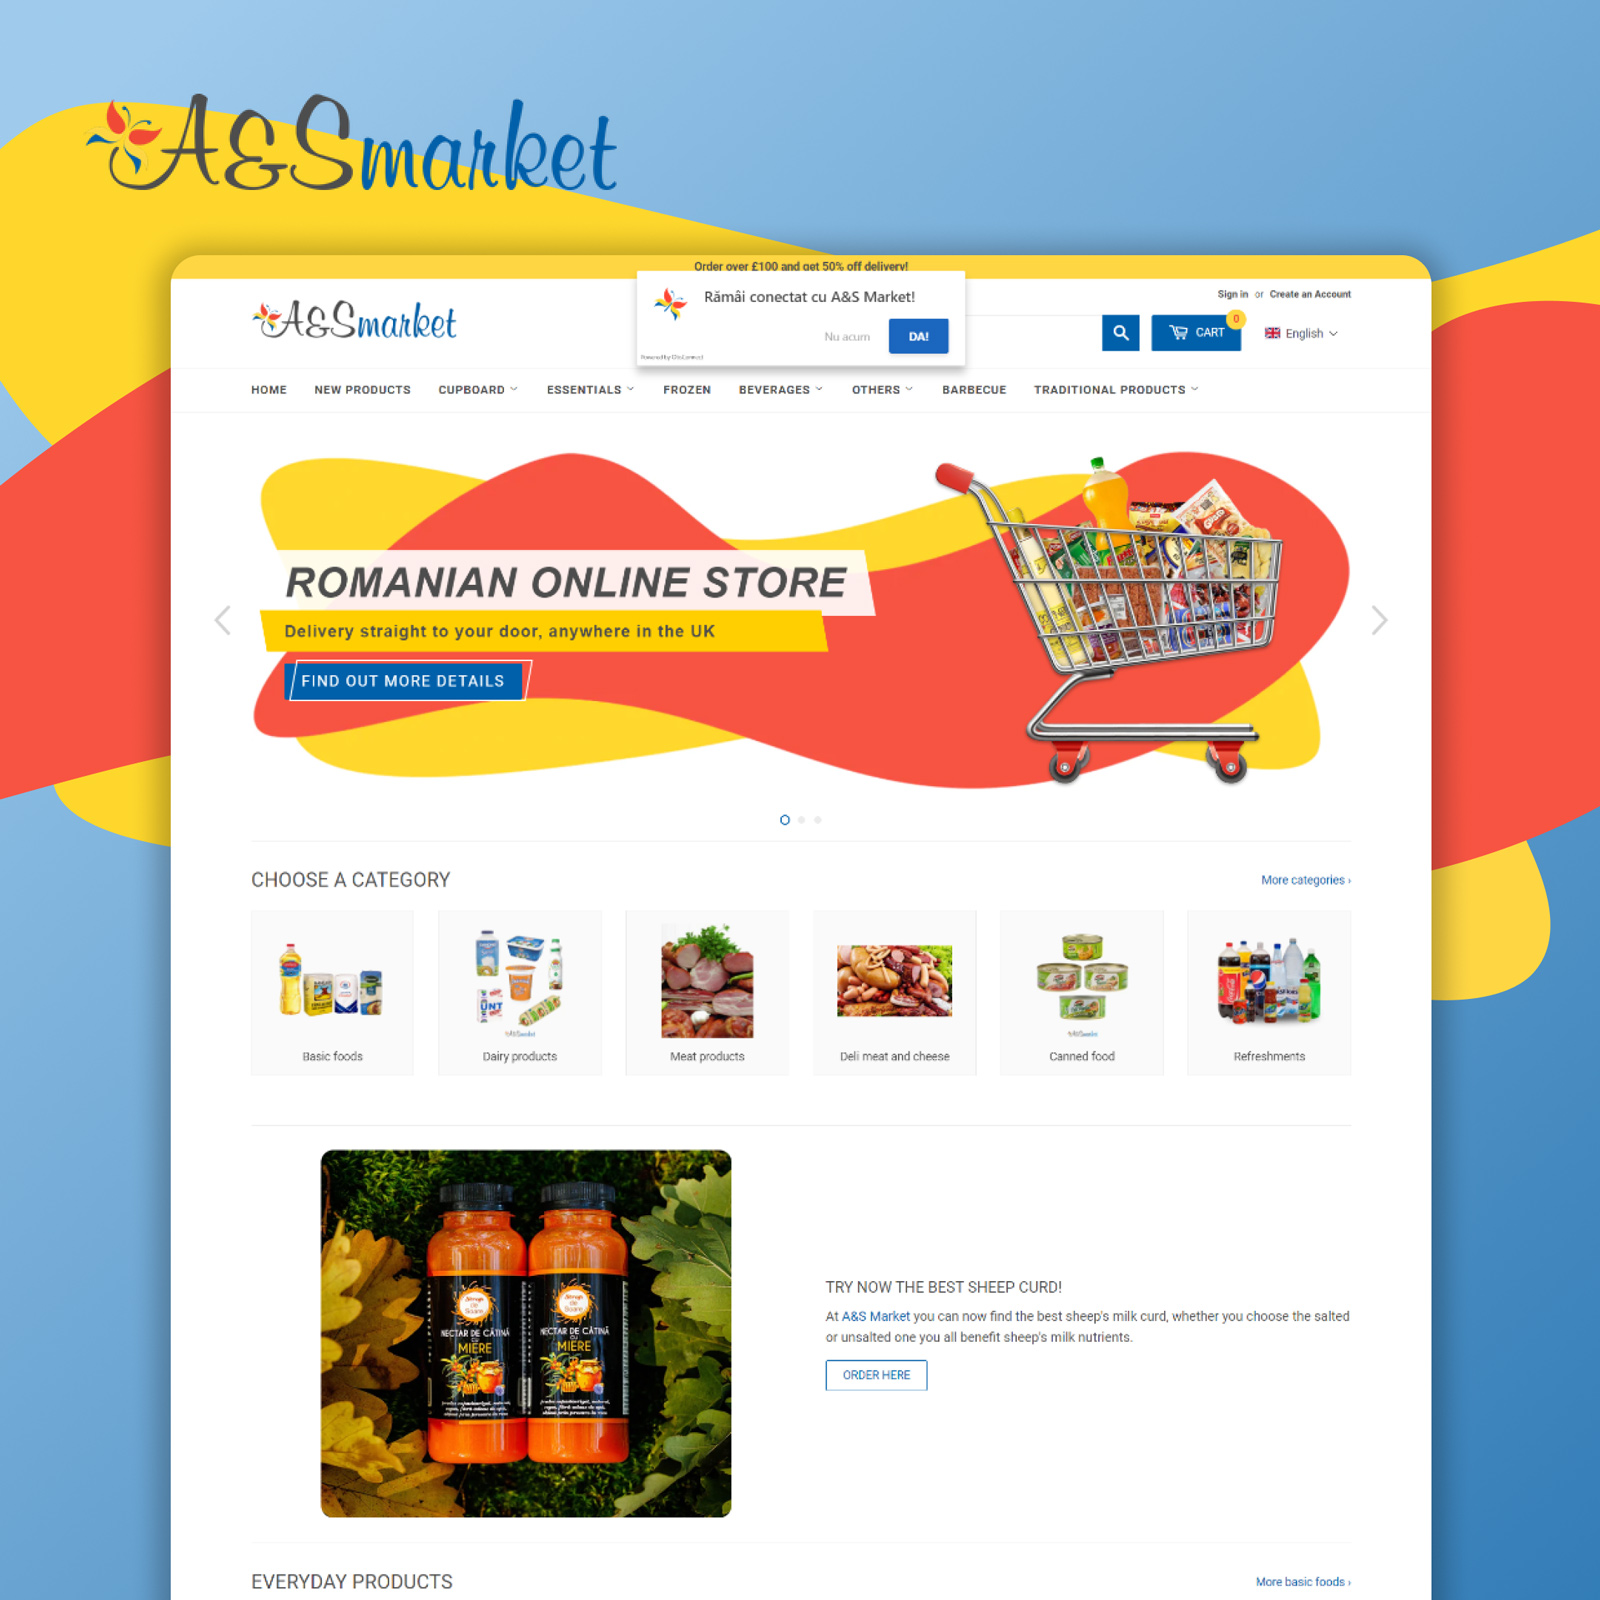 A&Smarket
Order over £100 and get 50% off delivery!
Rămâi conectat cu A&S Market!
Nu acum
DA!
Sign in or Create an Account
A&Smarket
CART
0
English
HOME NEW PRODUCTS CUPBOARD ESSENTIALS FROZEN BEVERAGES OTHERS BARBECUE TRADITIONAL PRODUCTS
ROMANIAN ONLINE STORE
Delivery straight to your door, anywhere in the UK
FIND OUT MORE DETAILS
CHOOSE A CATEGORY
More categories ›
UNT
A&Smarket
A&Smarket
Basic foods
Dairy products
Meat products
Deli meat and cheese
Canned food
Refreshments
NECTAR DE CĂTINĂ
CU
MIERE
NECTAR DE CĂTINĂ
CU
MIERE
TRY NOW THE BEST SHEEP CURD!
At A&S Market you can now find the best sheep's milk curd, whether you choose the salted
or unsalted one you all benefit sheep's milk nutrients.
ORDER HERE
EVERYDAY PRODUCTS
More basic foods ›